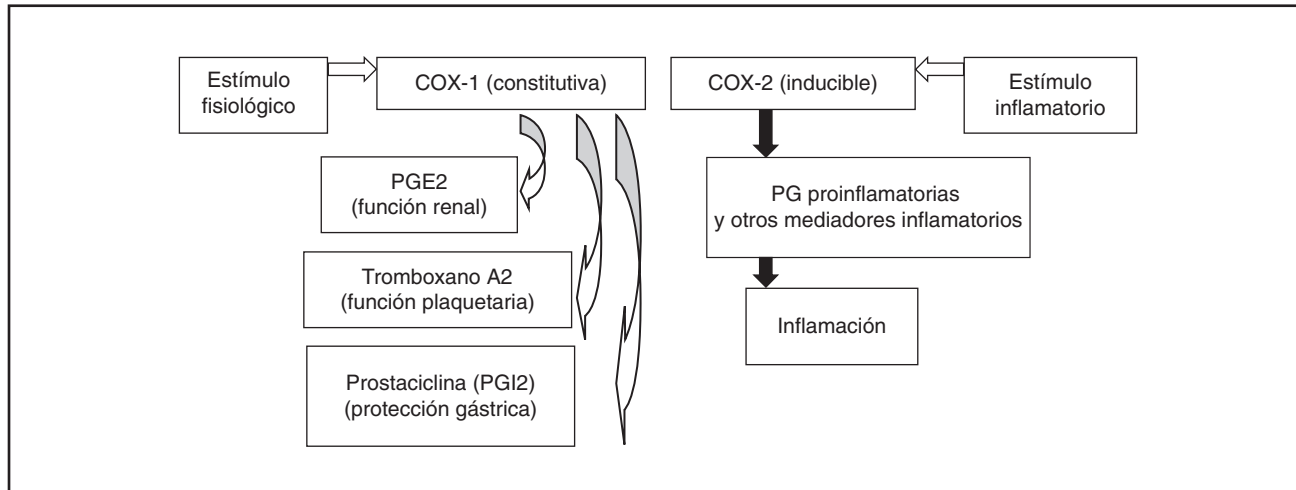 Estímulo
fisiológico
COX-1 (constitutiva)
COX-2 (inducible)
Estímulo
inflamatorio
PGE2
(función renal)
Tromboxano A2
(función plaquetaria)
Prostaciclina (PGI2)
(protección gástrica)
PG proinflamatorias
y otros mediadores inflamatorios
Inflamación